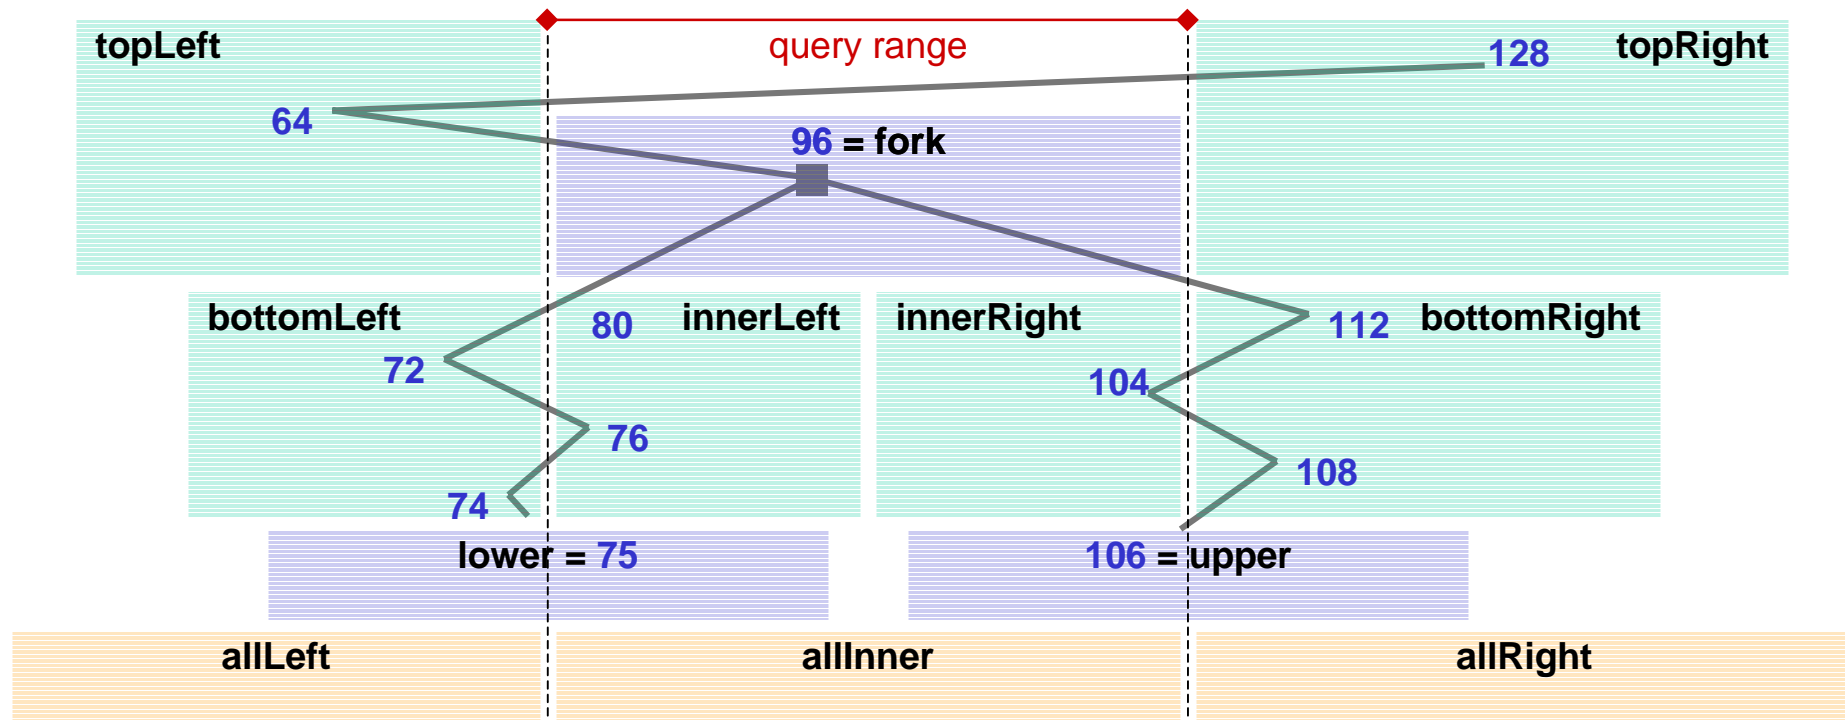 topLeft
query range
128 topRight
64
96 = fork
bottomLeft
80 innerLeft
innerRight
112 bottomRight
72
104
76
108
74
lower = 75
106 = upper
allLeft
allInner
allRight